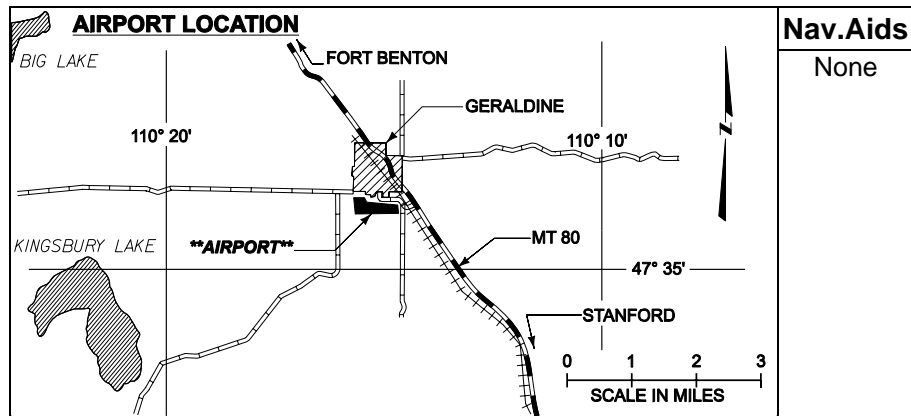 AIRPORT LOCATION
Nav.Aids
None
BIG LAKE
FORT BENTON
GERALDINE
110° 20'
110° 10'
N
KINGSBURY LAKE
**AIRPORT**
MT 80
47° 35'
STANFORD
0 1 2 3
SCALE IN MILES